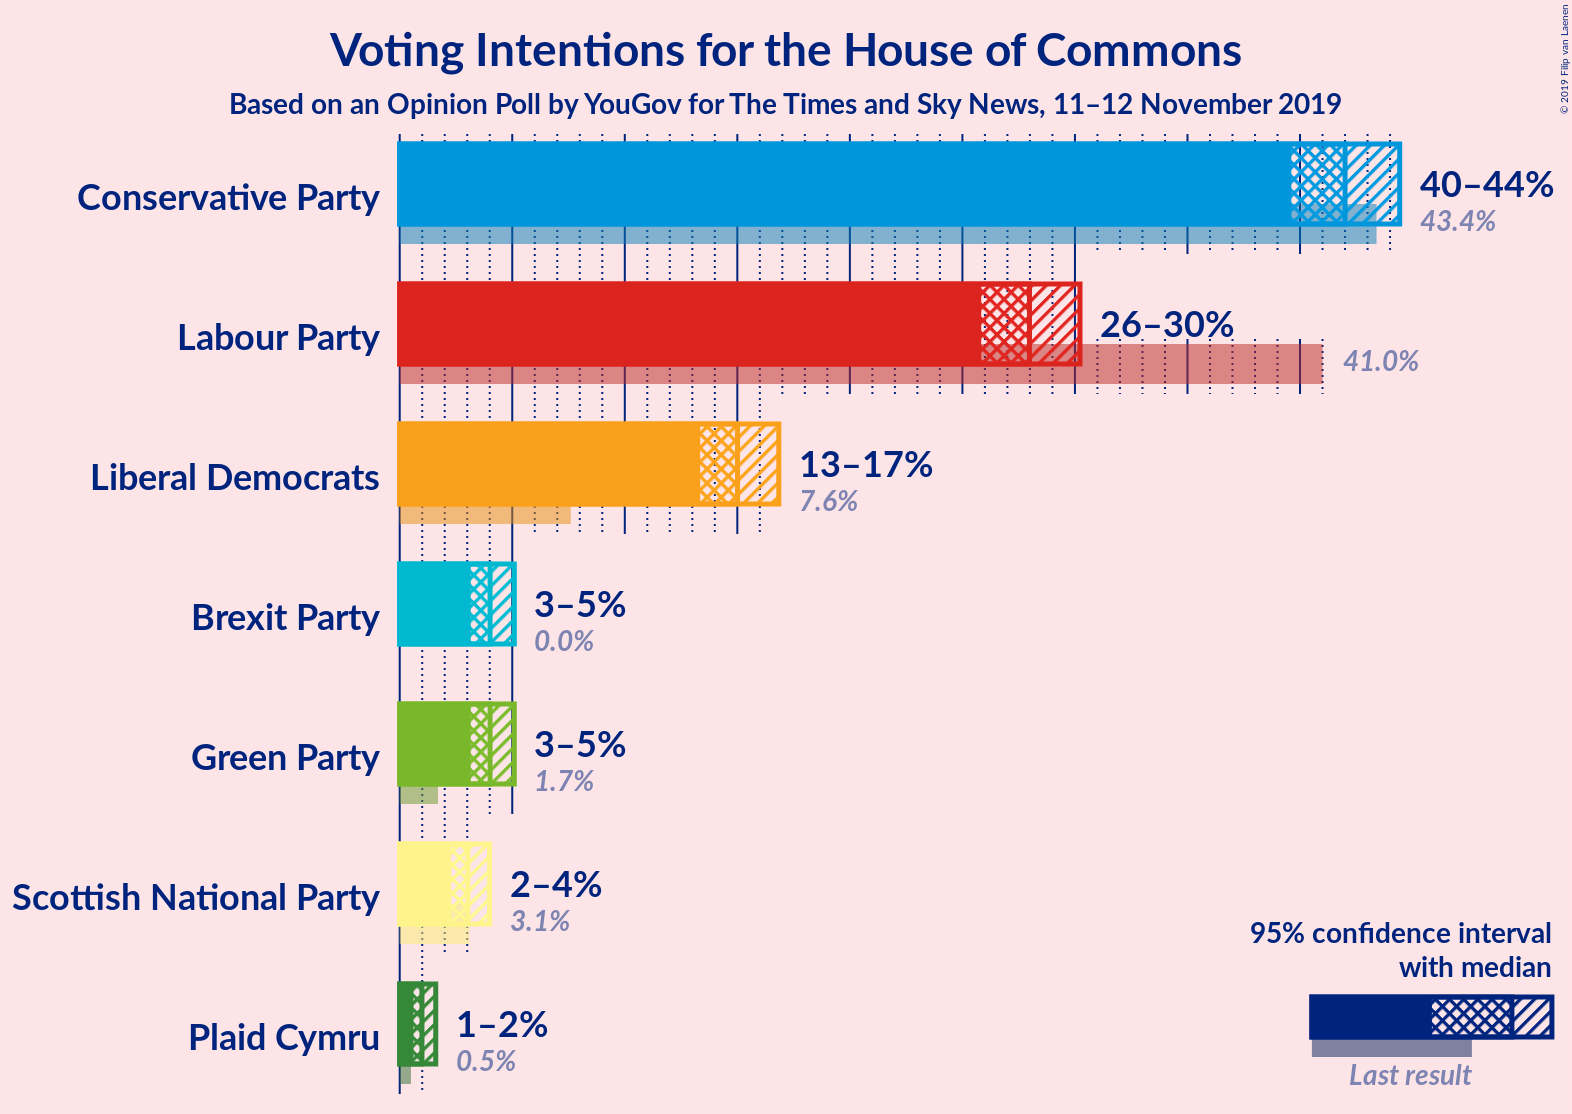 Voting Intentions for the House of Commons
Based on an Opinion Poll by YouGov for The Times and Sky News, 11–12 November 2019
© 2019 Filip van Laenen
Conservative Party
40–44%
43.4%
Labour Party
26–30%
41.0%
Liberal Democrats
13–17%
7.6%
Brexit Party
3–5%
0.0%
Green Party
3–5%
1.7%
Scottish National Party
2–4%
3.1%
Plaid Cymru
1–2%
0.5%
95% confidence interval
with median
Last result